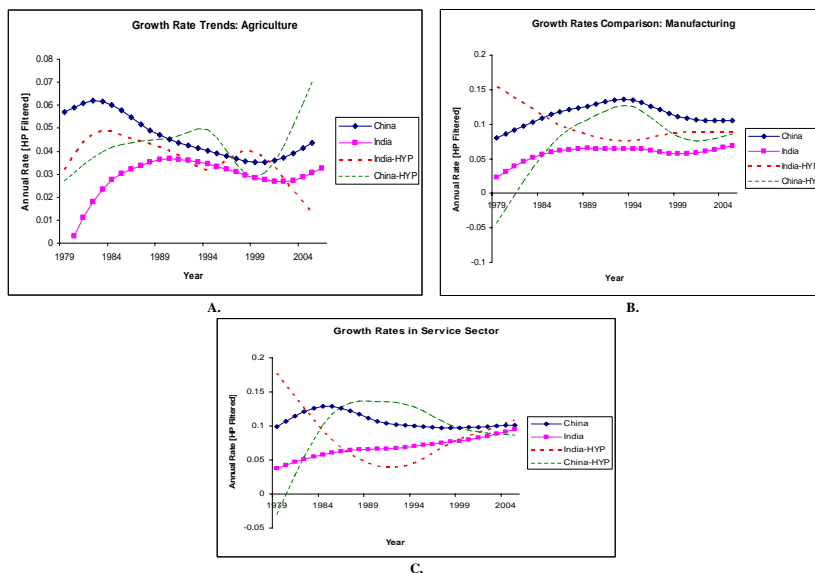 Growth Rate Trends: Agriculture
Annual Rate [HP Filtered]
0.08
0.07
0.06
0.05
0.04
0.03
0.02
0.01
0
1979 1984 1989 1994 1999 2004
Year
China
India
India-HYP
China-HYP
A.
Growth Rates Comparison: Manufacturing
Annual Rate [HP Filtered]
0.2
0.15
0.1
0.05
0
-0.05
-0.1
1979 1984 1989 1994 1999 2004
Year
China
India
India-HYP
China-HYP
B.
Growth Rates in Service Sector
Annual Rate [HP Filtered]
0.2
0.15
0.1
0.05
0
-0.05
1979 1984 1989 1994 1999 2004
Year
China
India
India-HYP
China-HYP
C.